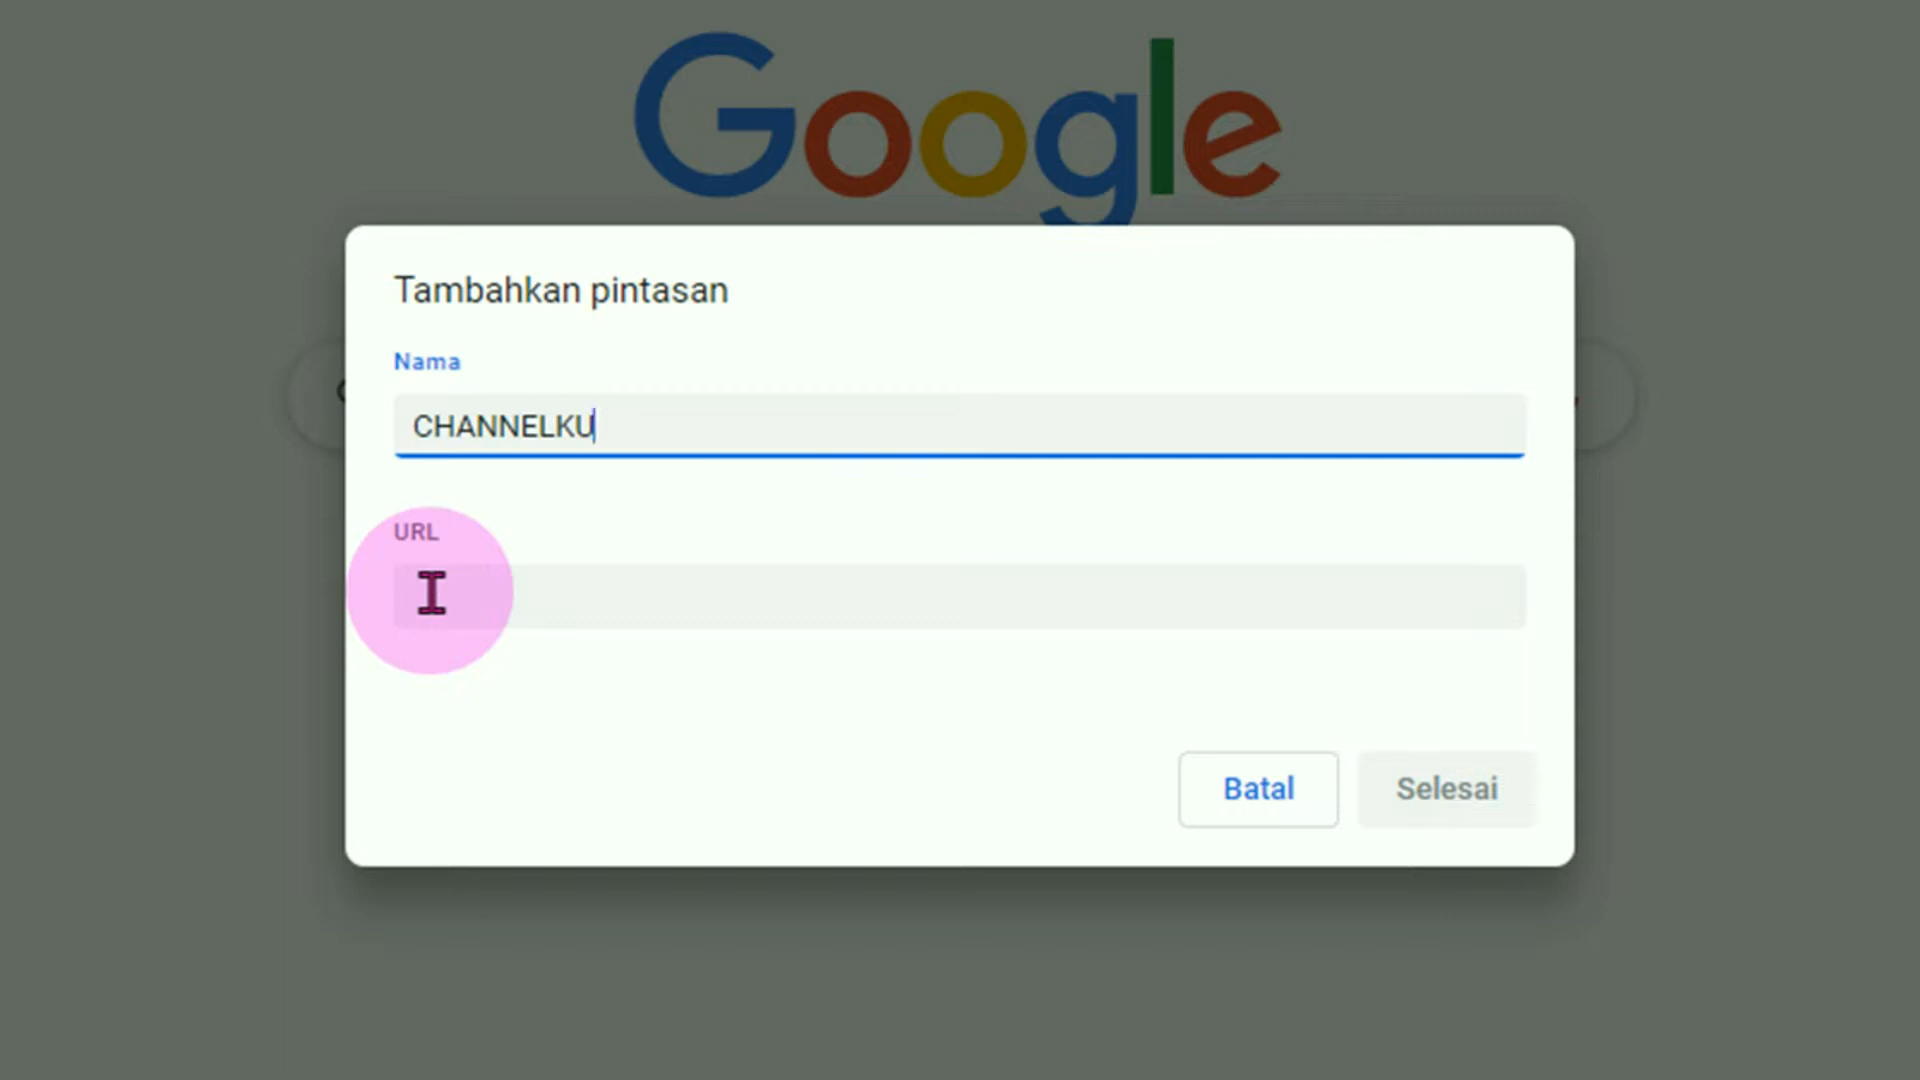 Google
Tambahkan pintasan
Nama
CHANNELKU
URL
Batal
Selesai